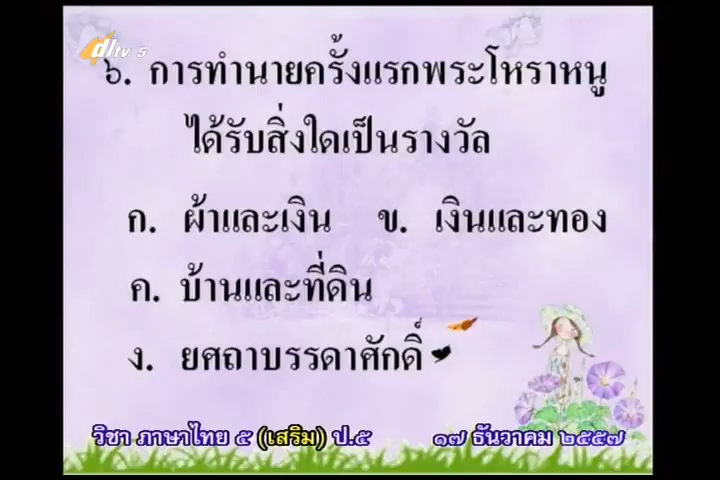 dltv 5
๖. การทำนายครั้งแรกพระโหราหนู
ได้รับสิ่งใดเป็นรางวัล
ก. ผ้าและเงิน ข. เงินและทอง
ค. บ้านและที่ดิน
ง. ยศถาบรรดาศักดิ์
วิชา ภาษาไทย ๕ (เสริม) ป.๕ ๑๗ ธันวาคม ๒๕๕๗